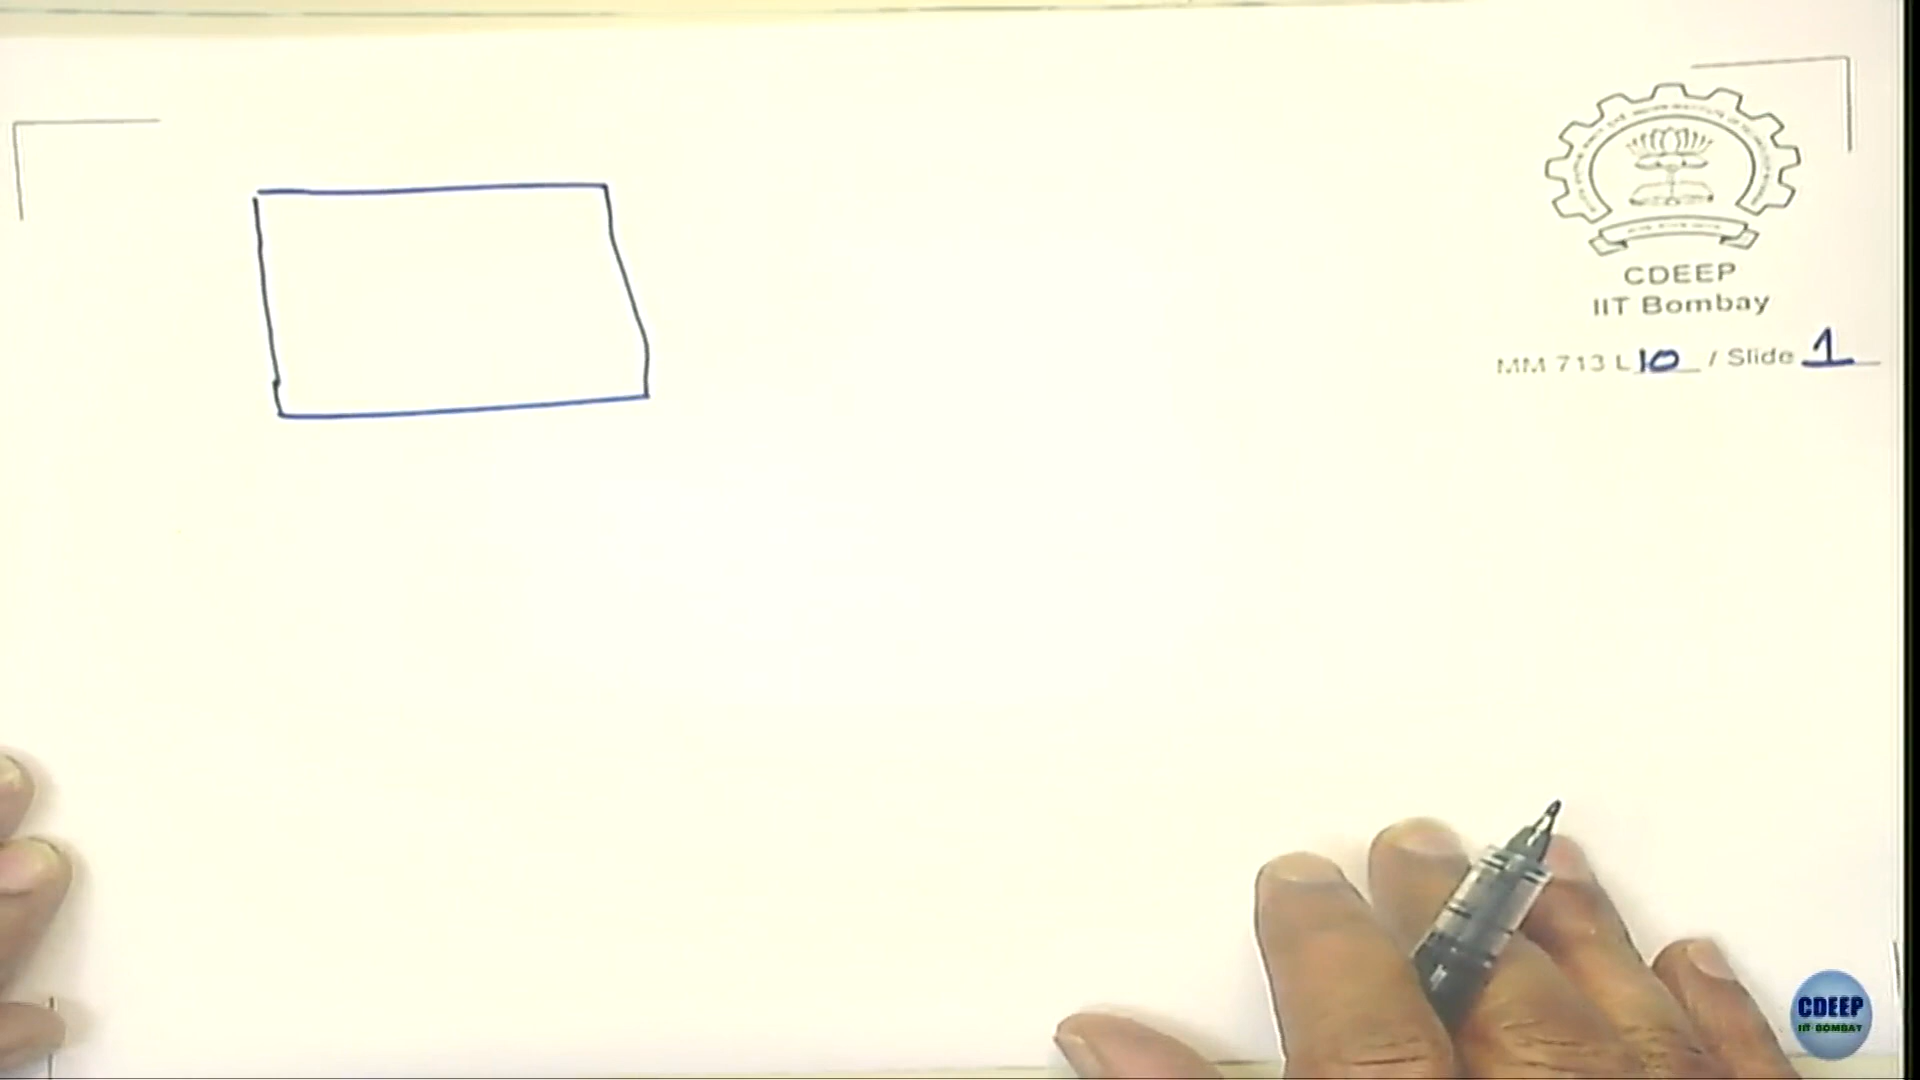 CDEEP
IIT Bombay
MM 713 L 10 / Slide 1
CDEEP
IIT BOMBAY